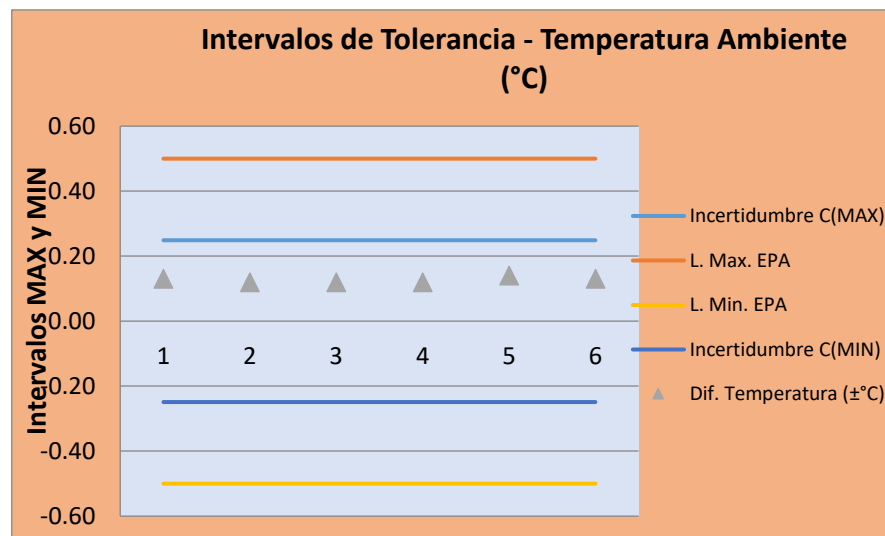 Intervalos de Tolerancia - Temperatura Ambiente
(°C)
Intervalos MAX y MIN
0.60
0.40
0.20
0.00
-0.20
-0.40
-0.60
1 2 3 4 5 6
Incertidumbre C(MAX)
L. Max. EPA
L. Min. EPA
Incertidumbre C(MIN)
Dif. Temperatura (±°C)